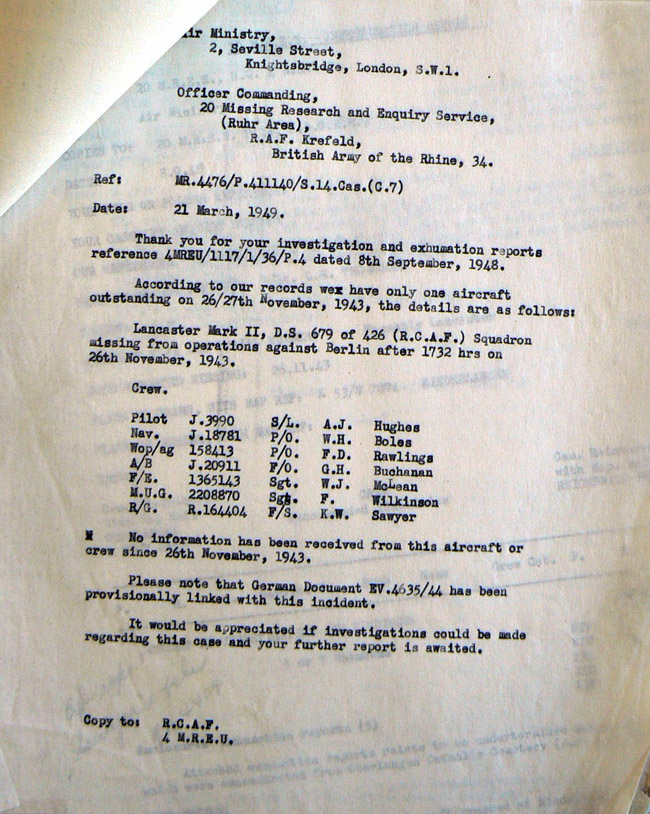 Air Ministry,
2, Seville Street,
Knightsbridge, London, S.W.1.
Officer Commanding,
20 Missing Research and Enquiry Service,
(Ruhr Area),
R.A.F. Krefeld,
British Army of the Rhine, 34.
Ref: MR.4476/P.411140/S.14.Cas.(C.7)
Date: 21 March, 1949.
Thank you for your investigation and exhumation reports
reference 4MREU/1117/1/36/P.4 dated 8th September, 1948.
According to our records wex have only one aircraft
outstanding on 26/27th November, 1943, the details are as follows:
Lancaster Mark II, D.S. 679 of 426 (R.C.A.F.) Squadron
missing from operations against Berlin after 1732 hrs on
26th November, 1943.
Crew.
Pilot J.3990 S/L. A.J. Hughes
Nav. J.18781 P/O. W.H. Boles
Wop/ag 158413 P/O. F.D. Rawlings
A/B J.20911 F/O. G.H. Buchanan
F/E. 1365143 Sgt. W.J. McLean
M.U.G. 2208870 Sgt. F. Wilkinson
R/G. R.164404 F/S. K.W. Sawyer
No information has been received from this aircraft or
crew since 26th November, 1943.
Please note that German Document EV.4635/44 has been
provisionally linked with this incident.
It would be appreciated if investigations could be made
regarding this case and your further report is awaited.
Copy to: R.C.A.F.
4 M.R.E.U.